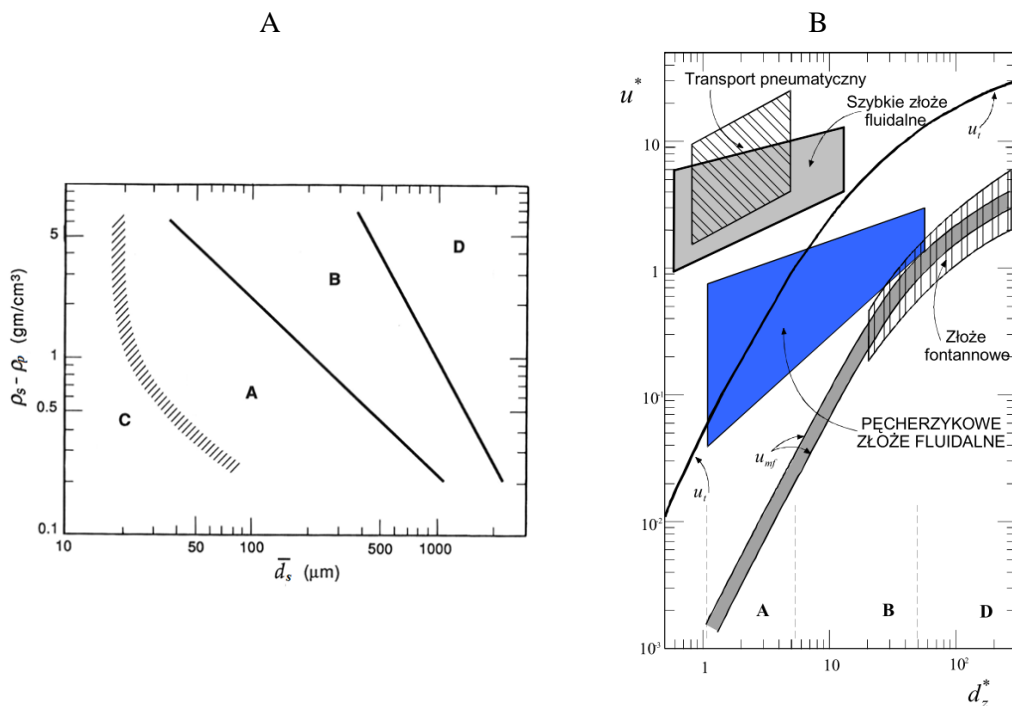 A
ρs – ρp (gm/cm³)
5
1
0.5
0.1
C
A
B
D
10
50
100
500
1000
d̅s (μm)
B
u*
10
1
10⁻¹
10⁻²
10⁻³
Transport pneumatyczny
Szybkie złoże
fluidalne
ut
Złoże
fontannowe
PĘCHERZYKOWE
ZŁOŻE FLUIDALNE
umf
ut
A
B
D
1
10
10²
d*z